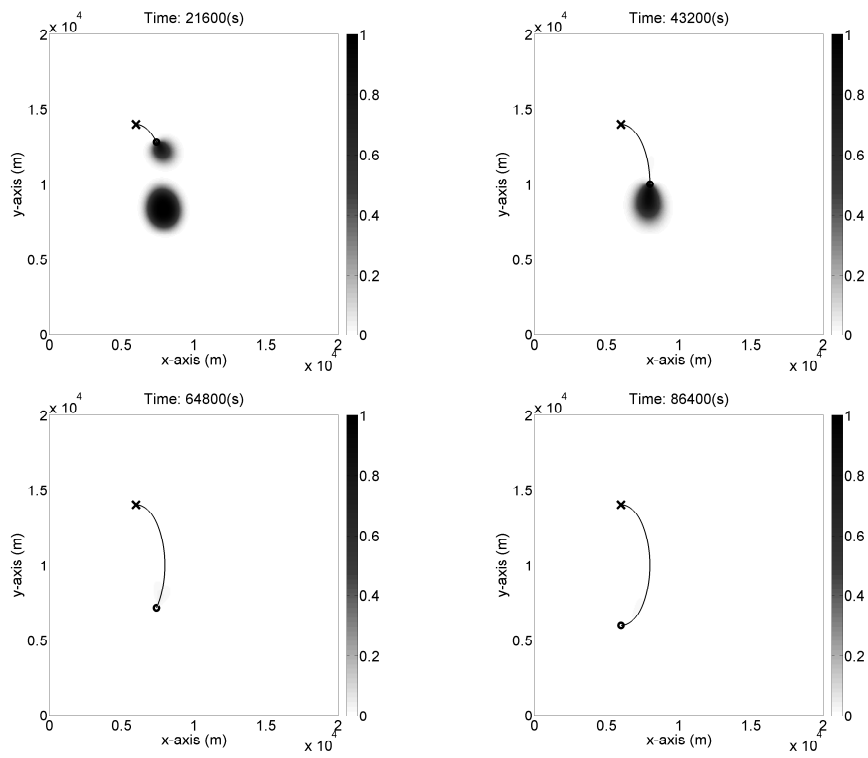 Time: 21600(s)
x 10^4
2
1.5
1
0.5
0
y-axis (m)
0 0.5 1 1.5 2
x-axis (m)
x 10^4
1
0.8
0.6
0.4
0.2
0
Time: 43200(s)
x 10^4
2
1.5
1
0.5
0
y-axis (m)
0 0.5 1 1.5 2
x-axis (m)
x 10^4
1
0.8
0.6
0.4
0.2
0
Time: 64800(s)
x 10^4
2
1.5
1
0.5
0
y-axis (m)
0 0.5 1 1.5 2
x-axis (m)
x 10^4
1
0.8
0.6
0.4
0.2
0
Time: 86400(s)
x 10^4
2
1.5
1
0.5
0
y-axis (m)
0 0.5 1 1.5 2
x-axis (m)
x 10^4
1
0.8
0.6
0.4
0.2
0